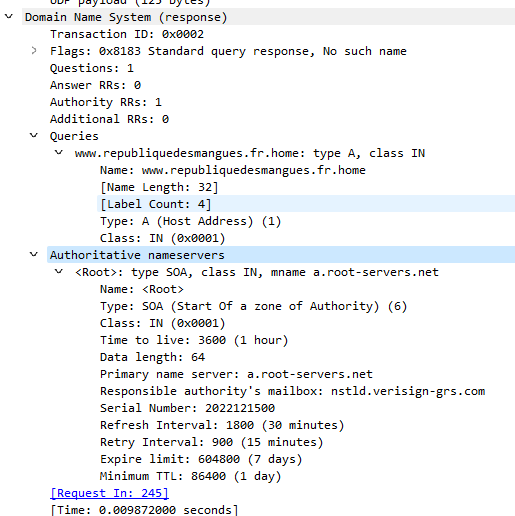 UDP payload (125 bytes)
Domain Name System (response)
Transaction ID: 0x0002
Flags: 0x8183 Standard query response, No such name
Questions: 1
Answer RRs: 0
Authority RRs: 1
Additional RRs: 0
Queries
www.republiquedesmangues.fr.home: type A, class IN
Name: www.republiquedesmangues.fr.home
[Name Length: 32]
[Label Count: 4]
Type: A (Host Address) (1)
Class: IN (0x0001)
Authoritative nameservers
<Root>: type SOA, class IN, mname a.root-servers.net
Name: <Root>
Type: SOA (Start Of a zone of Authority) (6)
Class: IN (0x0001)
Time to live: 3600 (1 hour)
Data length: 64
Primary name server: a.root-servers.net
Responsible authority's mailbox: nstld.verisign-grs.com
Serial Number: 2022121500
Refresh Interval: 1800 (30 minutes)
Retry Interval: 900 (15 minutes)
Expire limit: 604800 (7 days)
Minimum TTL: 86400 (1 day)
[Request In: 245]
[Time: 0.009872000 seconds]